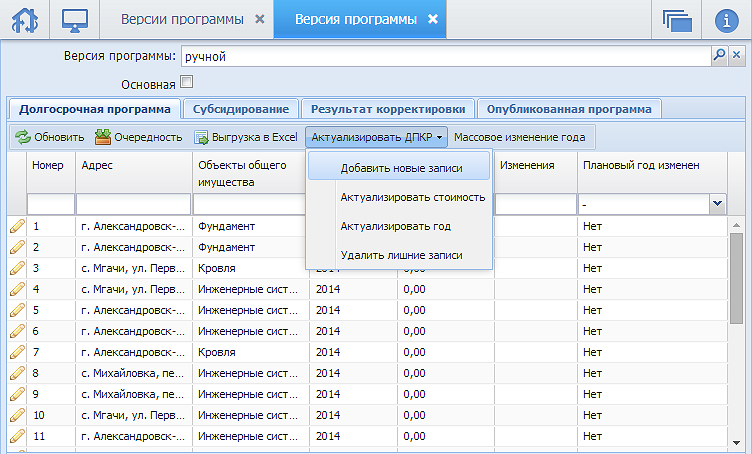 Версии программы
Версия программы
Версия программы: ручной
Основная
Долгосрочная программа Субсидирование Результат корректировки Опубликованная программа
Обновить Очередность Выгрузка в Excel Актуализировать ДПКР Массовое изменение года
Номер Адрес Объекты общего имущества Изменения Плановый год изменен
-
Добавить новые записи
Актуализировать стоимость
Актуализировать год
Удалить лишние записи
1 г. Александровск-... Фундамент Нет
2 г. Александровск-... Фундамент Нет
3 с. Мгачи, ул. Перв... Кровля 2014 0,00 Нет
4 с. Мгачи, ул. Перв... Инженерные сист... 2014 0,00 Нет
5 г. Александровск-... Инженерные сист... 2014 0,00 Нет
6 г. Александровск-... Инженерные сист... 2014 0,00 Нет
7 г. Александровск-... Кровля 2014 0,00 Нет
8 с. Михайловка, пе... Инженерные сист... 2014 0,00 Нет
9 с. Михайловка, пе... Инженерные сист... 2014 0,00 Нет
10 с. Мгачи, ул. Перв... Инженерные сист... 2014 0,00 Нет
11 г. Александровск-... Инженерные сист... 2014 0,00 Нет